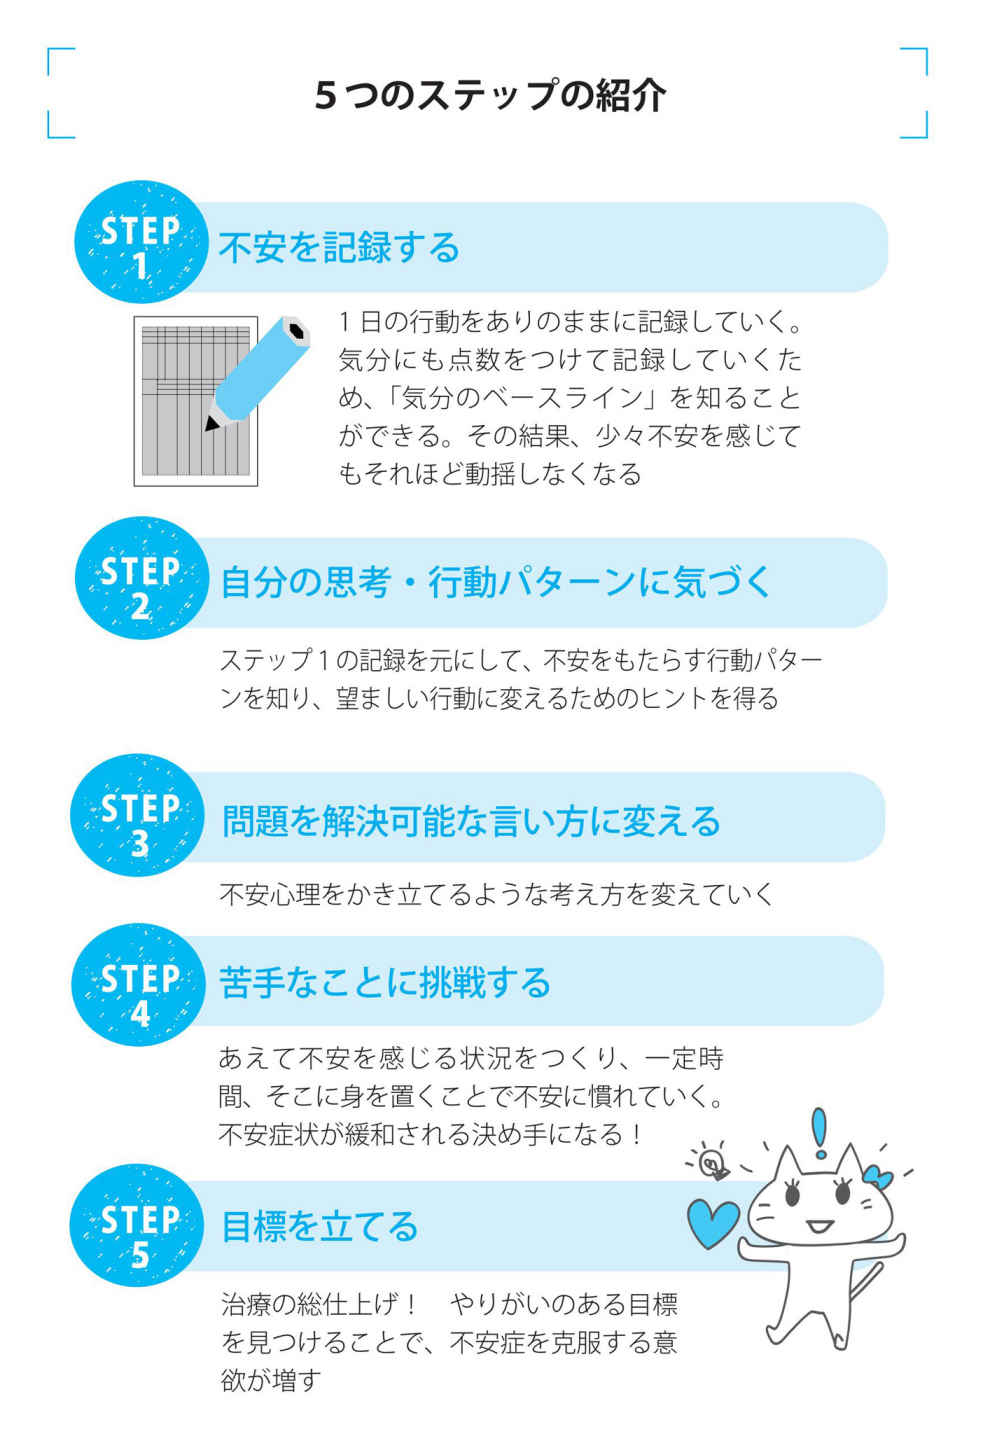 5つのステップの紹介
STEP
1
不安を記録する
1日の行動をありのままに記録していく。
気分にも点数をつけて記録していくた
め、「気分のベースライン」を知ること
ができる。その結果、少々不安を感じて
もそれほど動揺しなくなる
STEP
2
自分の思考・行動パターンに気づく
ステップ1の記録を元にして、不安をもたらす行動パター
ンを知り、望ましい行動に変えるためのヒントを得る
STEP
3
問題を解決可能な言い方に変える
不安心理をかき立てるような考え方を変えていく
STEP
4
苦手なことに挑戦する
あえて不安を感じる状況をつくり、一定時
間、そこに身を置くことで不安に慣れていく。
不安症状が緩和される決め手になる！
STEP
5
目標を立てる
治療の総仕上げ！　やりがいのある目標
を見つけることで、不安症を克服する意
欲が増す